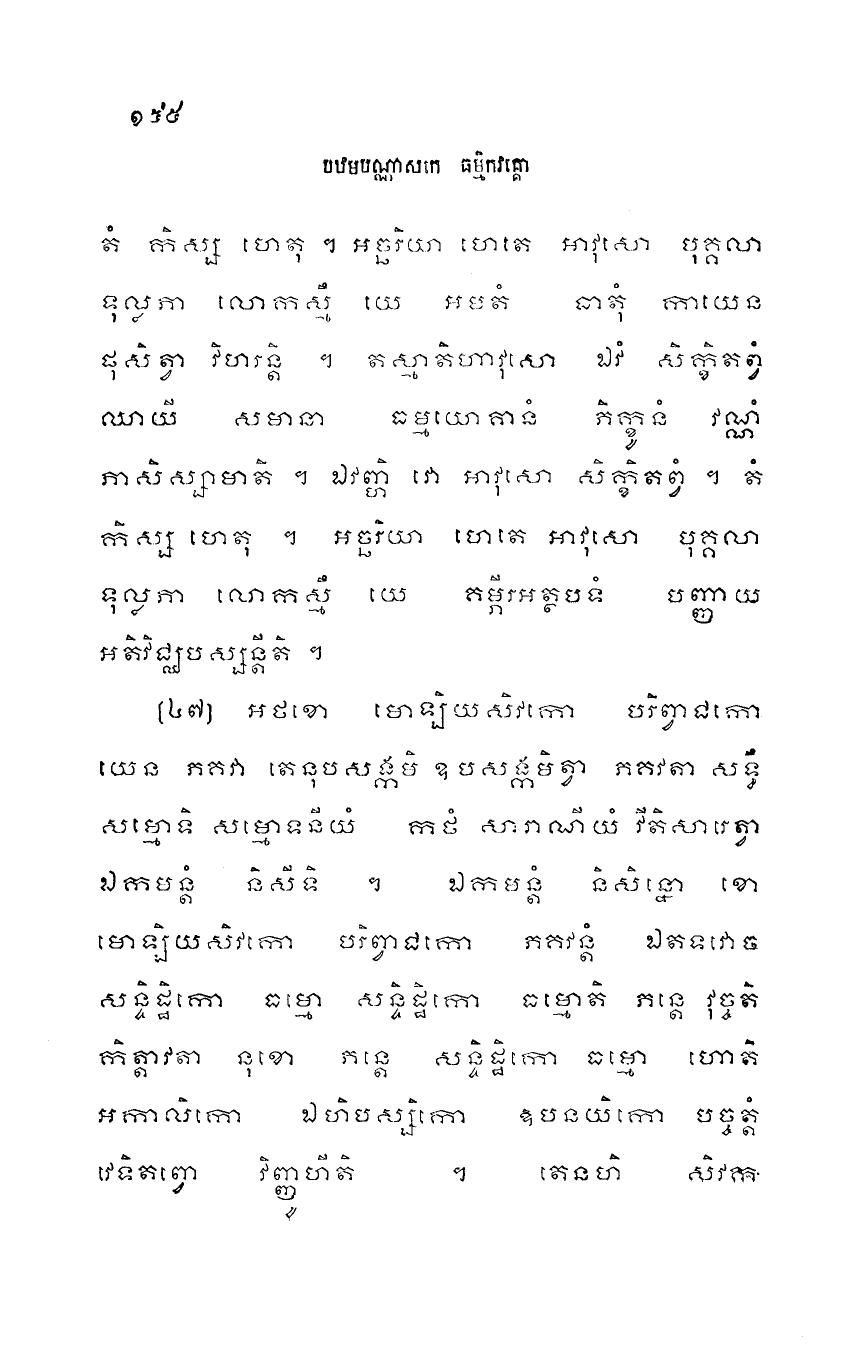 ១៩៥
បឋមបណ្ណាសកេ ធម្មិកវគ្គោ
តំ កិស្ស ហេតុ ។ អច្ឆរិយា ហេតេ អាវុសោ បុគ្គលា
ទុល្លភា លោកស្មឹ យេ អមតំ ធាតុំ កាយេន
ផុសិត្វា វិហរន្តិ ។ តស្មាតិហាវុសោ ឯវំ សិក្ខិតព្វំ
ឈាយី សមានា ធម្មយោគានំ ភិក្ខូនំ វណ្ណំ
ភាសិស្សាមាតិ ។ ឯវញ្ហិ វោ អាវុសោ សិក្ខិតព្វំ ។ តំ
កិស្ស ហេតុ ។ អច្ឆរិយា ហេតេ អាវុសោ បុគ្គលា
ទុល្លភា លោកស្មឹ យេ គម្ភីរអត្ថបទំ បញ្ញាយ
អតិវិជ្ឈបស្សន្តីតិ ។
(៤៧) អថខោ មោឡិយសិវកោ បរិព្វាជកោ
យេន ភគវា តេនុបសង្កមិ ឧបសង្កមិត្វា ភគវតា សទ្ធឹ
សម្មោទិ សម្មោទនីយំ កថំ សារាណីយំ វីតិសារេត្វា
ឯកមន្តំ និសីទិ ។ ឯកមន្តំ និសិន្នោ ខោ
មោឡិយសិវកោ បរិព្វាជកោ ភគវន្តំ ឯតទវោច
សន្ទិដ្ឋិកោ ធម្មោ សន្ទិដ្ឋិកោ ធម្មោតិ ភន្តេ វុច្ចតិ
កិត្តាវតា នុខោ ភន្តេ សន្ទិដ្ឋិកោ ធម្មោ ហោតិ
អកាលិកោ ឯហិបស្សិកោ ឧបនយិកោ បច្ចត្តំ
វេទិតព្វោ វិញ្ញូហីតិ ។ តេនហិ សិវក